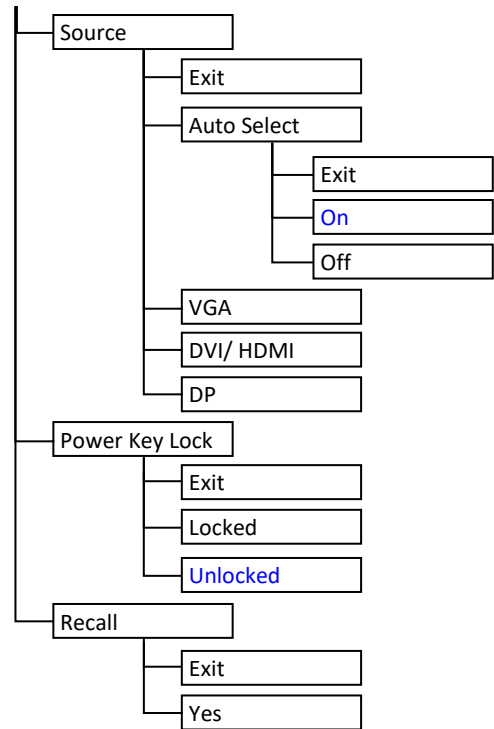 Source
Exit
Auto Select
Exit
On
Off
VGA
DVI/ HDMI
DP
Power Key Lock
Exit
Locked
Unlocked
Recall
Exit
Yes